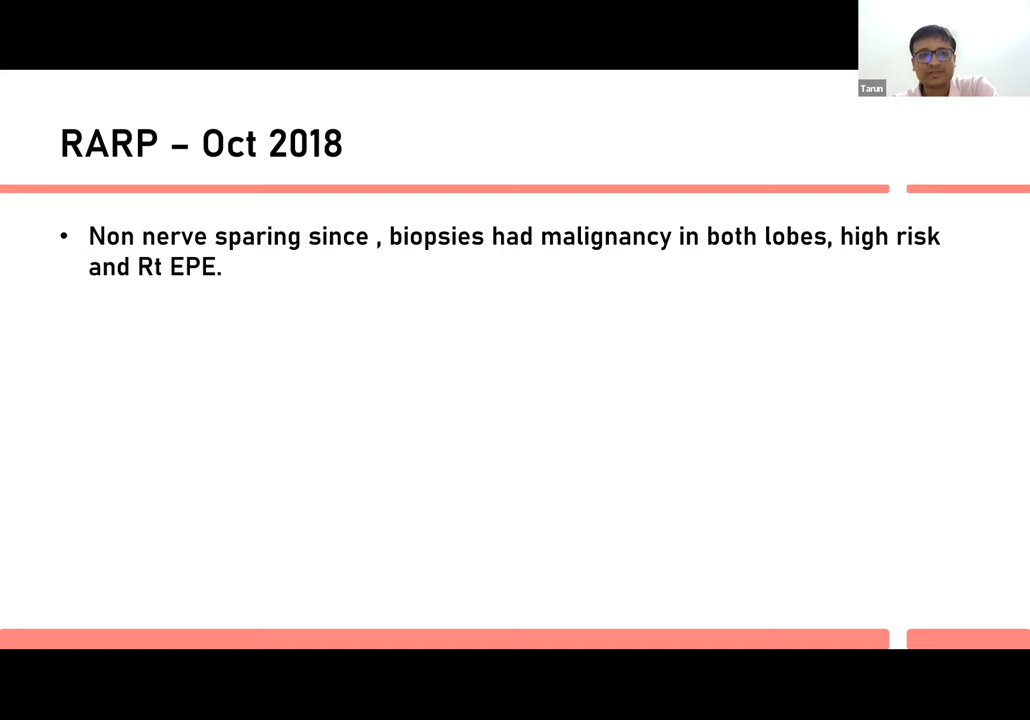 Tarun
RARP – Oct 2018
• Non nerve sparing since , biopsies had malignancy in both lobes, high risk
and Rt EPE.